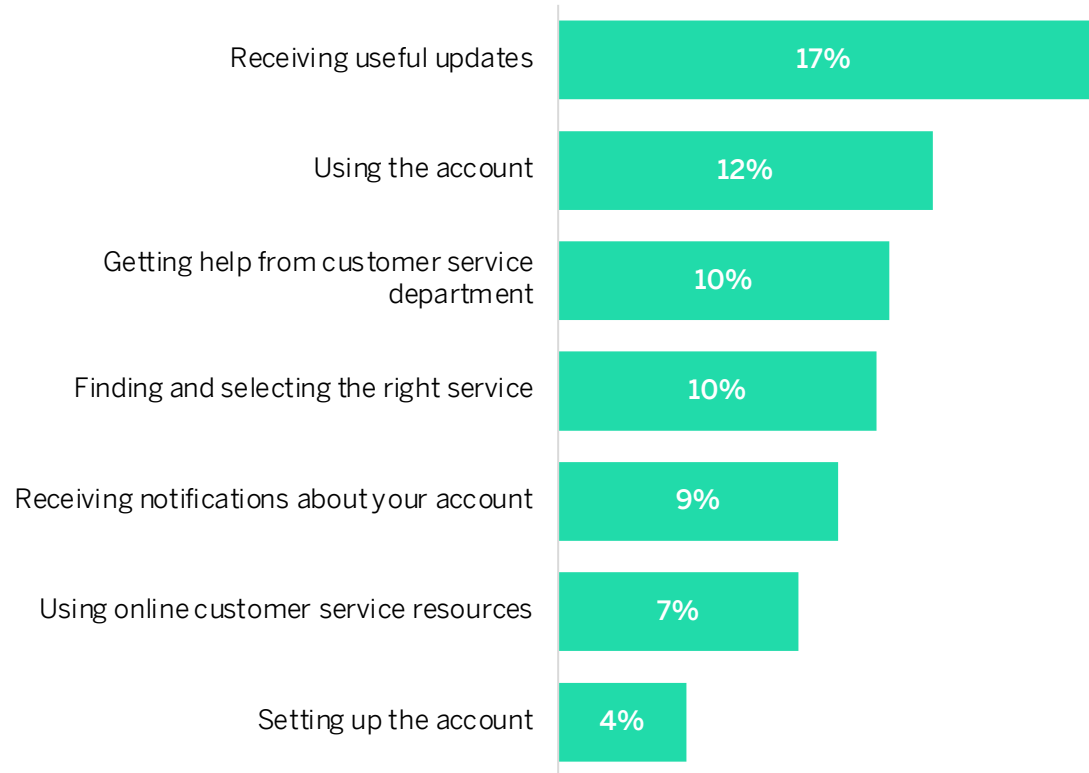 Receiving useful updates
17%
Using the account
12%
Getting help from customer service
department
10%
Finding and selecting the right service
10%
Receiving notifications about your account
9%
Using online customer service resources
7%
Setting up the account
4%